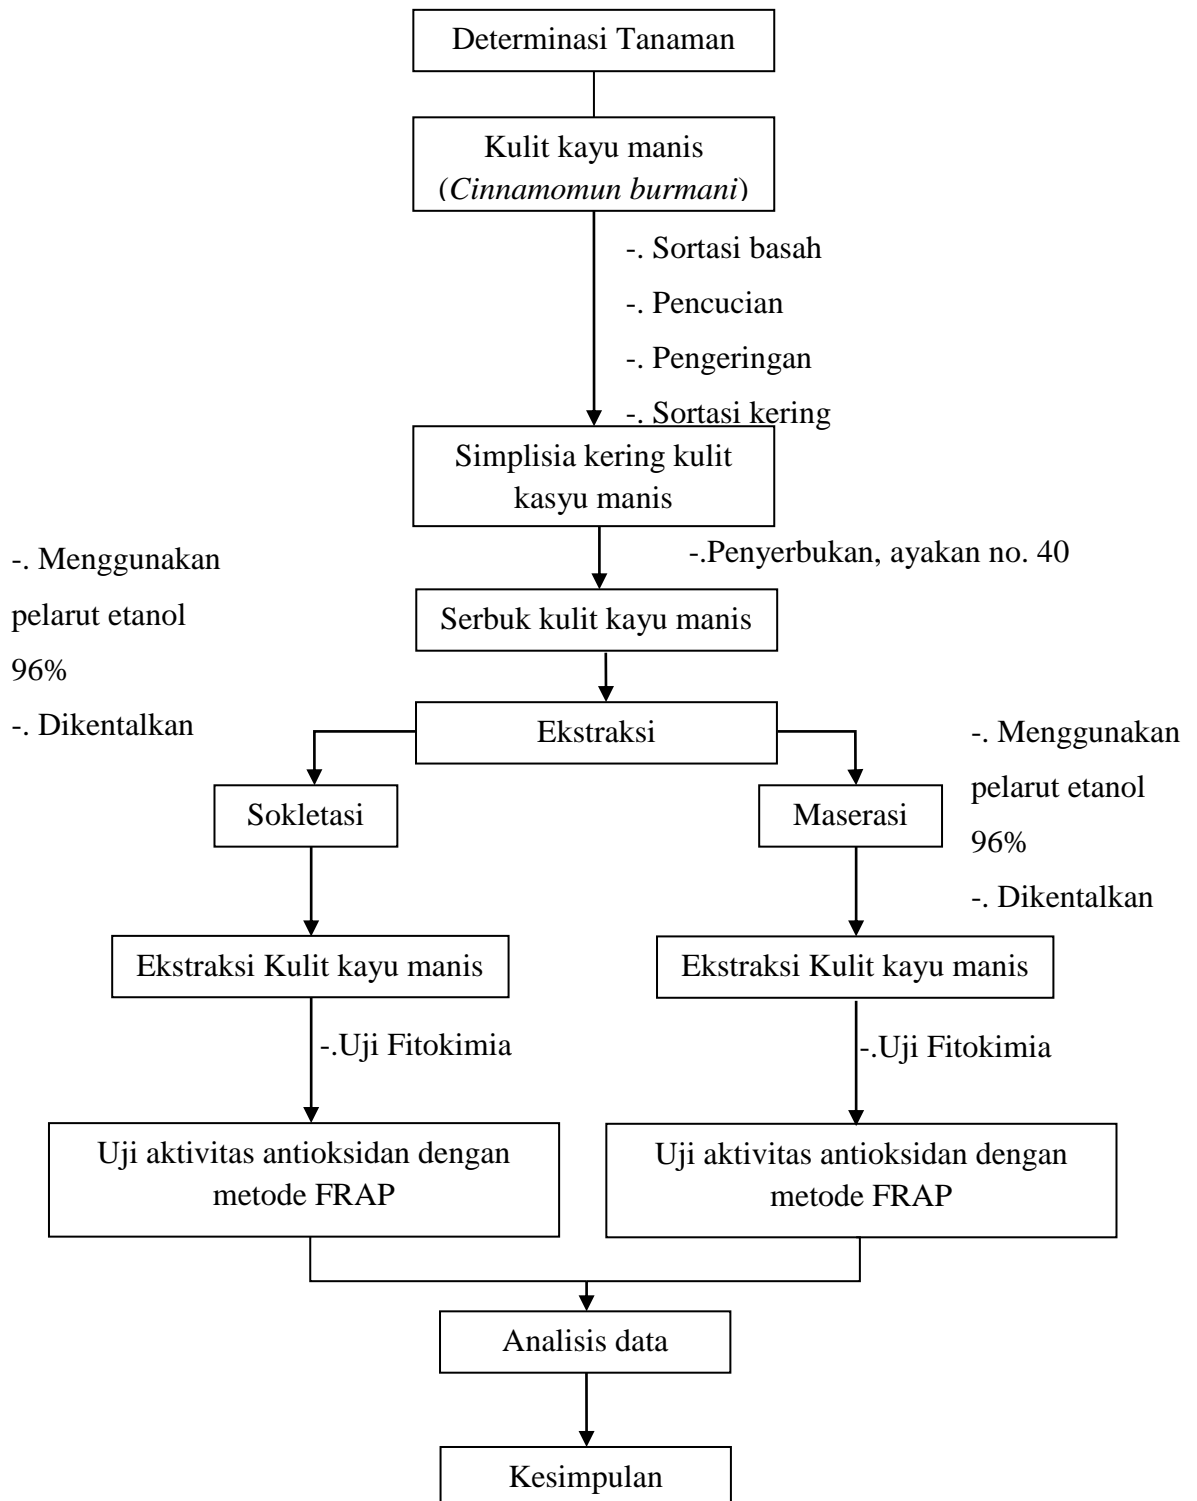 Determinasi Tanaman
Kulit kayu manis
(Cinnamomun burmani)
-. Sortasi basah
-. Pencucian
-. Pengeringan
-. Sortasi kering
Simplisia kering kulit
kasyu manis
-.Penyerbukan, ayakan no. 40
Serbuk kulit kayu manis
Ekstraksi
-. Menggunakan
pelarut etanol
96%
-. Dikentalkan
Sokletasi
Maserasi
-. Menggunakan
pelarut etanol
96%
-. Dikentalkan
Ekstraksi Kulit kayu manis
Ekstraksi Kulit kayu manis
-.Uji Fitokimia
-.Uji Fitokimia
Uji aktivitas antioksidan dengan
metode FRAP
Uji aktivitas antioksidan dengan
metode FRAP
Analisis data
Kesimpulan